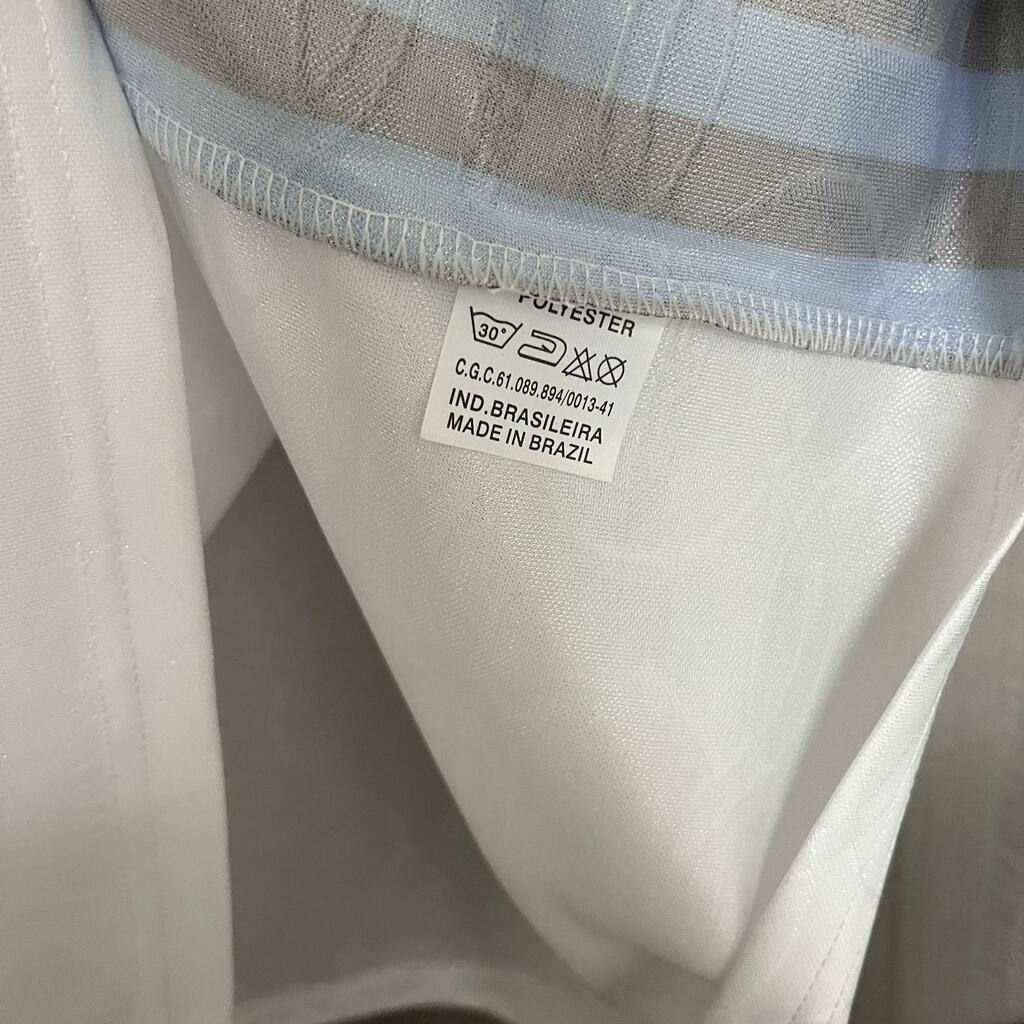 POLYESTER
30°
C.G.C.61.089.894/0013-41
IND.BRASILEIRA
MADE IN BRAZIL